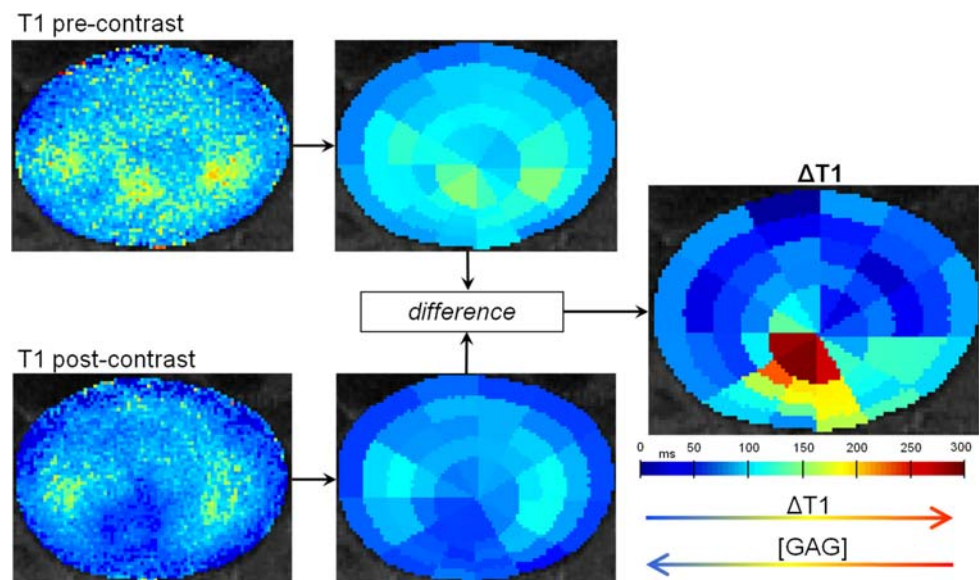 T1 pre-contrast
ΔT1
difference
T1 post-contrast
0 50 100 150 200 250 300
ms
ΔT1
[GAG]